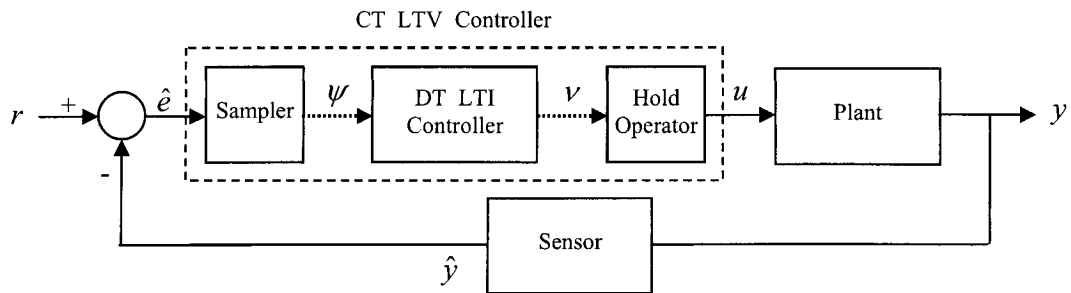 CT LTV Controller
r
+
-
ê
Sampler
ψ
DT LTI
Controller
ν
Hold
Operator
u
Plant
y
Sensor
ŷ